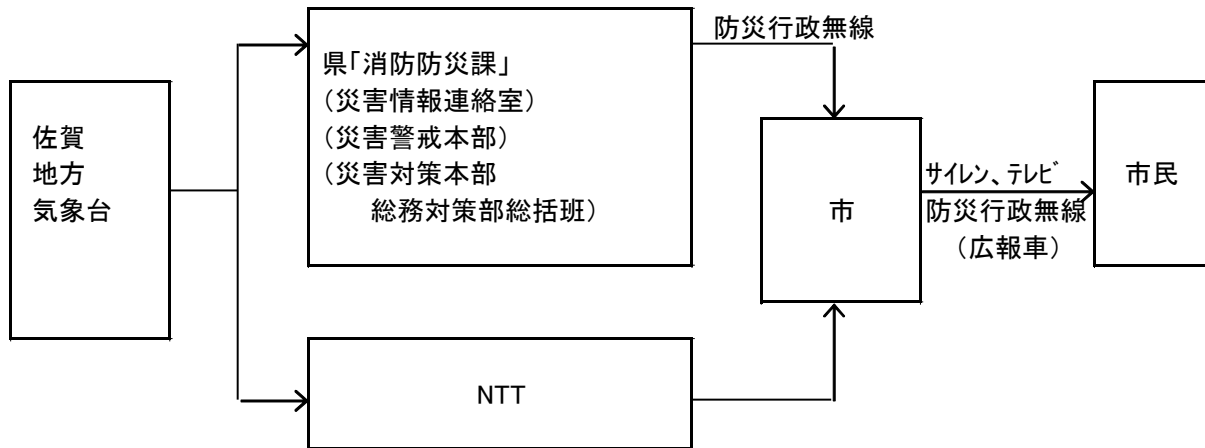 防災行政無線
県「消防防災課」
（災害情報連絡室）
（災害警戒本部）
（災害対策本部
総務対策部総括班）
佐賀
地方
気象台
市
サイレン、テレビ
防災行政無線
（広報車）
市民
NTT